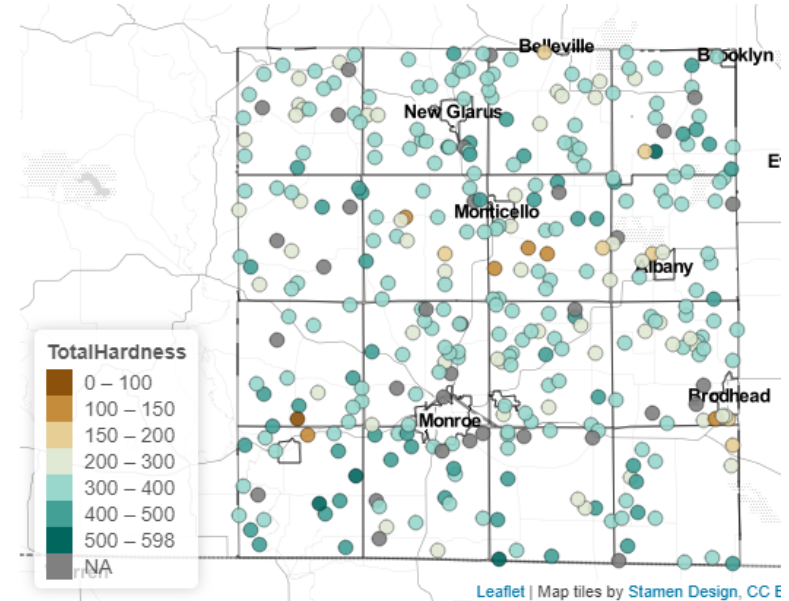 Belleville
Brooklyn
New Glarus
Monticello
Albany
TotalHardness
0 – 100
100 – 150
150 – 200
200 – 300
300 – 400
400 – 500
500 – 598
NA
Brodhead
Monroe
Leaflet | Map tiles by Stamen Design, CC